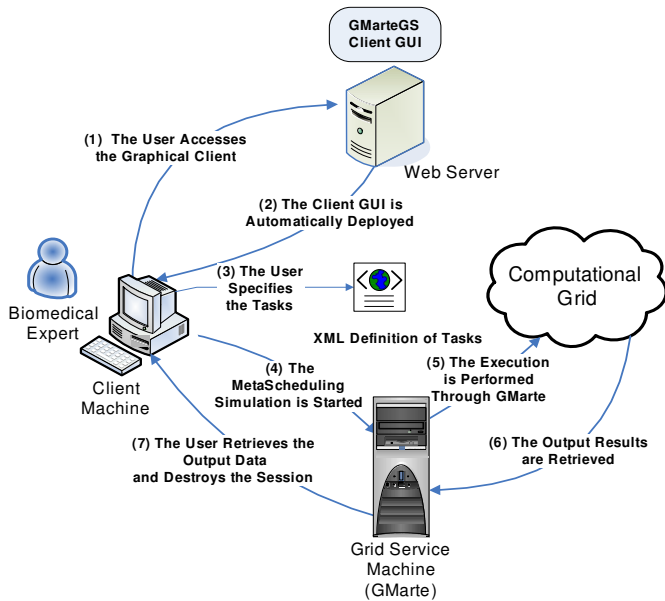 GMarteGS
Client GUI
(1) The User Accesses
the Graphical Client
Web Server
(2) The Client GUI is
Automatically Deployed
(3) The User
Specifies
the Tasks
Computational
Grid
Biomedical
Expert
XML Definition of Tasks
Client
Machine
(4) The
MetaScheduling
Simulation is Started
(5) The Execution
is Performed
Through GMarte
(6) The Output Results
are Retrieved
(7) The User Retrieves the
Output Data
and Destroys the Session
Grid Service
Machine
(GMarte)